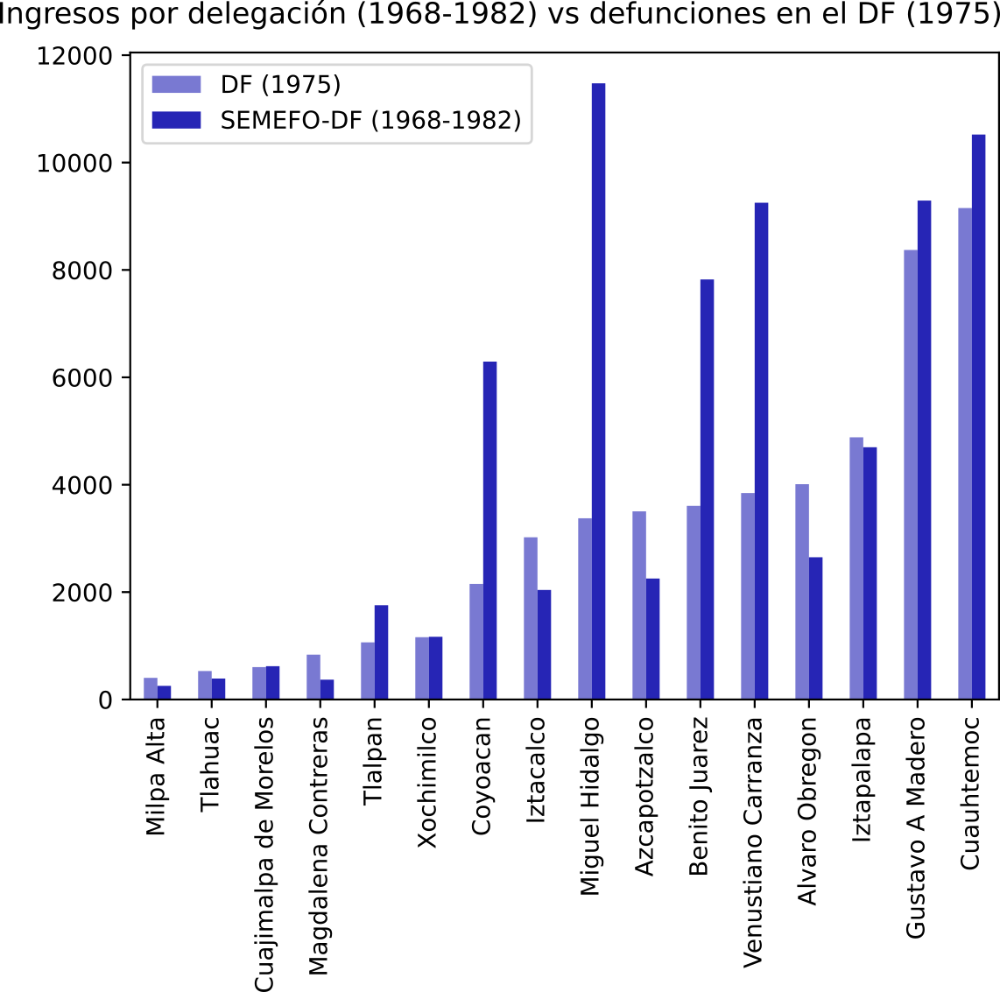 Ingresos por delegación (1968-1982) vs defunciones en el DF (1975)
12000
10000
8000
6000
4000
2000
0
DF (1975)
SEMEFO-DF (1968-1982)
Milpa Alta
Tlahuac
Cuajimalpa de Morelos
Magdalena Contreras
Tlalpan
Xochimilco
Coyoacan
Iztacalco
Miguel Hidalgo
Azcapotzalco
Benito Juarez
Venustiano Carranza
Alvaro Obregon
Iztapalapa
Gustavo A Madero
Cuauhtemoc